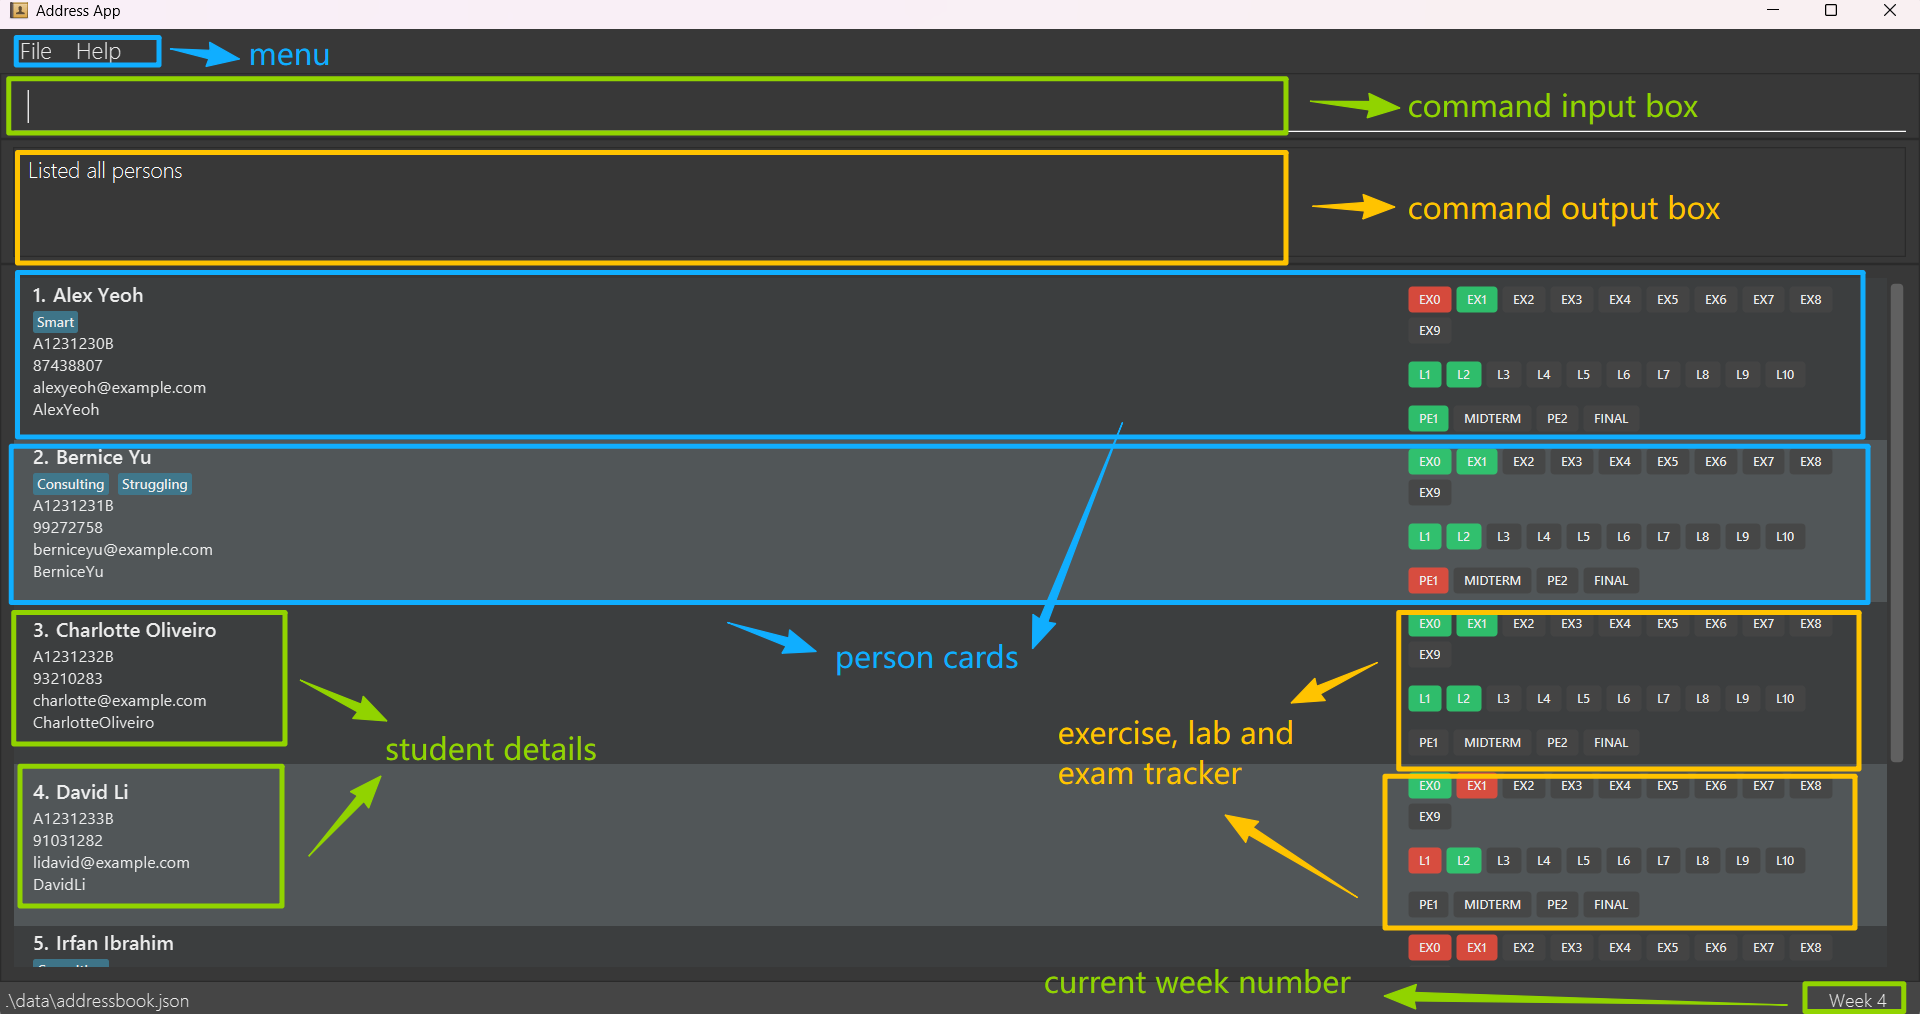 Address App
File Help
menu
command input box
Listed all persons
command output box
1. Alex Yeoh
Smart
A1231230B
87438807
alexyeoh@example.com
AlexYeoh
EX0 EX1 EX2 EX3 EX4 EX5 EX6 EX7 EX8
EX9
L1 L2 L3 L4 L5 L6 L7 L8 L9 L10
PE1 MIDTERM PE2 FINAL
2. Bernice Yu
Consulting Struggling
A1231231B
99272758
berniceyu@example.com
BerniceYu
EX0 EX1 EX2 EX3 EX4 EX5 EX6 EX7 EX8
EX9
L1 L2 L3 L4 L5 L6 L7 L8 L9 L10
PE1 MIDTERM PE2 FINAL
person cards
3. Charlotte Oliveiro
A1231232B
93210283
charlotte@example.com
CharlotteOliveiro
EX0 EX1 EX2 EX3 EX4 EX5 EX6 EX7 EX8
EX9
L1 L2 L3 L4 L5 L6 L7 L8 L9 L10
PE1 MIDTERM PE2 FINAL
student details
exercise, lab and
exam tracker
4. David Li
A1231233B
91031282
lidavid@example.com
DavidLi
EX0 EX1 EX2 EX3 EX4 EX5 EX6 EX7 EX8
EX9
L1 L2 L3 L4 L5 L6 L7 L8 L9 L10
PE1 MIDTERM PE2 FINAL
5. Irfan Ibrahim
EX0 EX1 EX2 EX3 EX4 EX5 EX6 EX7 EX8
current week number
.\data\addressbook.json
Week 4